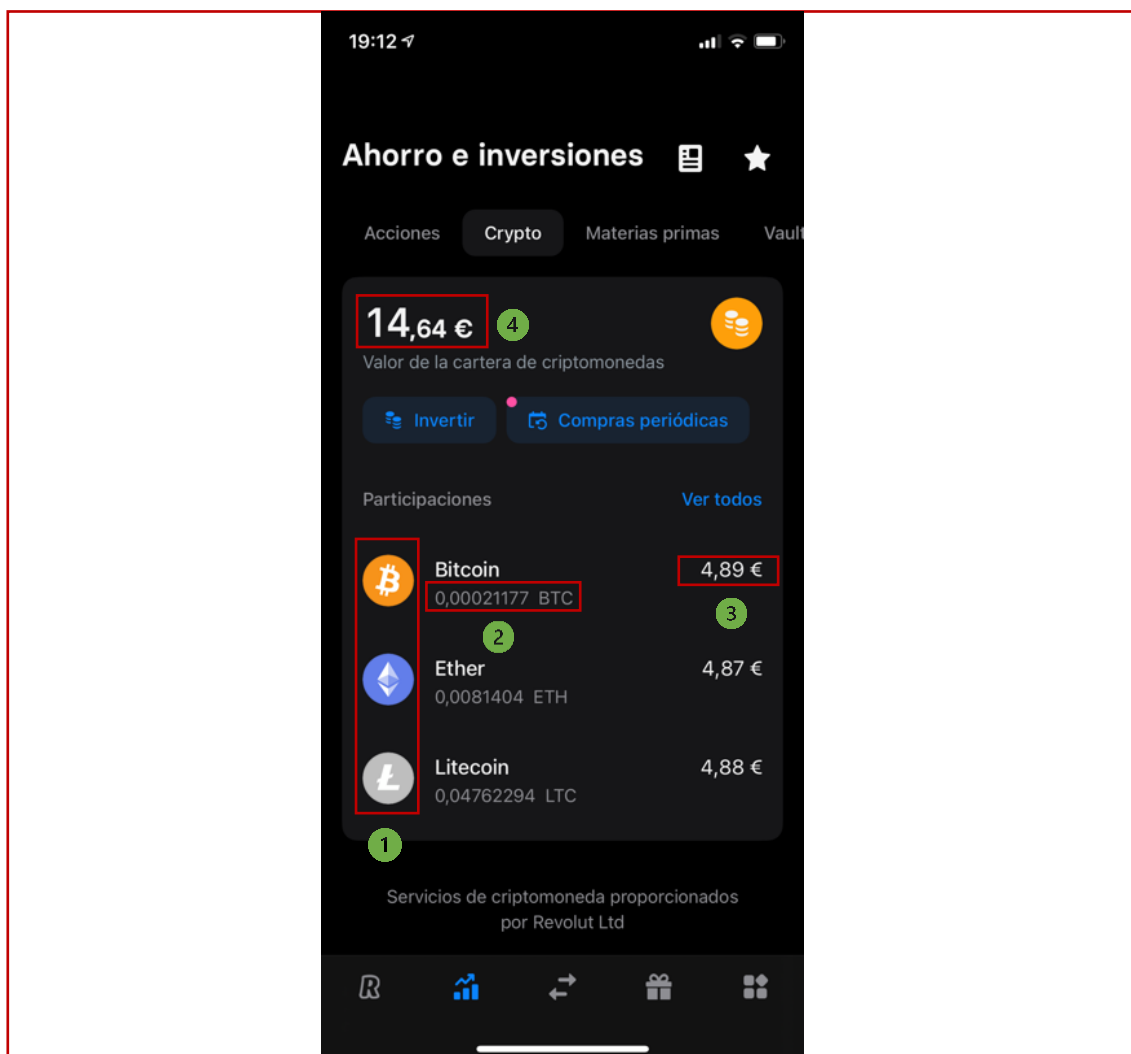 19:12
Ahorro e inversiones
Acciones Crypto Materias primas Vault
14,64 € 4
Valor de la cartera de criptomonedas
Invertir Compras periódicas
Participaciones Ver todos
Bitcoin 4,89 €
0,00021177 BTC 3
2
Ether 4,87 €
0,0081404 ETH
Litecoin 4,88 €
0,04762294 LTC
1
Servicios de criptomoneda proporcionados
por Revolut Ltd
R